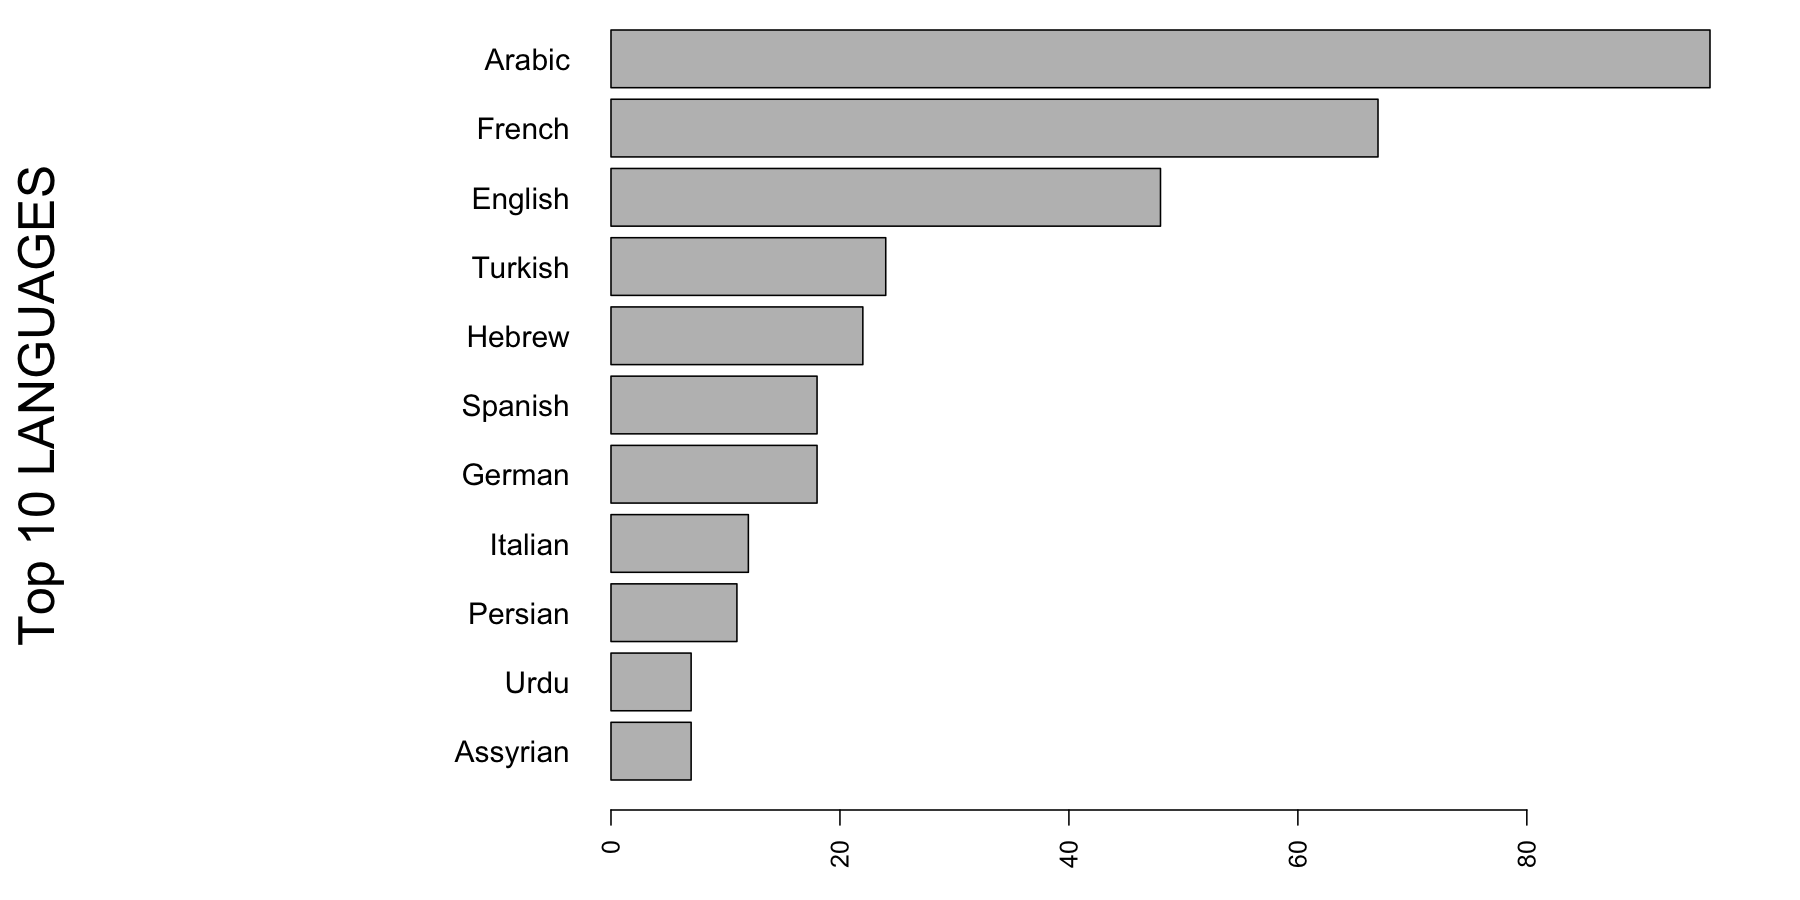 Top 10 LANGUAGES
Arabic
French
English
Turkish
Hebrew
Spanish
German
Italian
Persian
Urdu
Assyrian
0 20 40 60 80